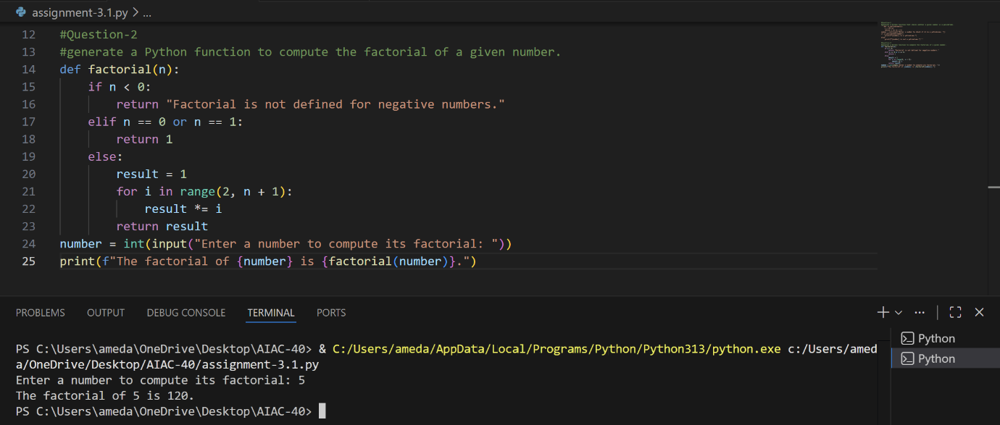 assignment-3.1.py > ...
12 #Question-2
13 #generate a Python function to compute the factorial of a given number.
14 def factorial(n):
15     if n < 0:
16         return "Factorial is not defined for negative numbers."
17     elif n == 0 or n == 1:
18         return 1
19     else:
20         result = 1
21         for i in range(2, n + 1):
22             result *= i
23         return result
24 number = int(input("Enter a number to compute its factorial: "))
25 print(f"The factorial of {number} is {factorial(number)}.")
PROBLEMS OUTPUT DEBUG CONSOLE TERMINAL PORTS
PS C:\Users\ameda\OneDrive\Desktop\AIAC-40> & C:/Users/ameda/AppData/Local/Programs/Python/Python313/python.exe c:/Users/amed
a/OneDrive/Desktop/AIAC-40/assignment-3.1.py
Enter a number to compute its factorial: 5
The factorial of 5 is 120.
PS C:\Users\ameda\OneDrive\Desktop\AIAC-40>
Python
Python